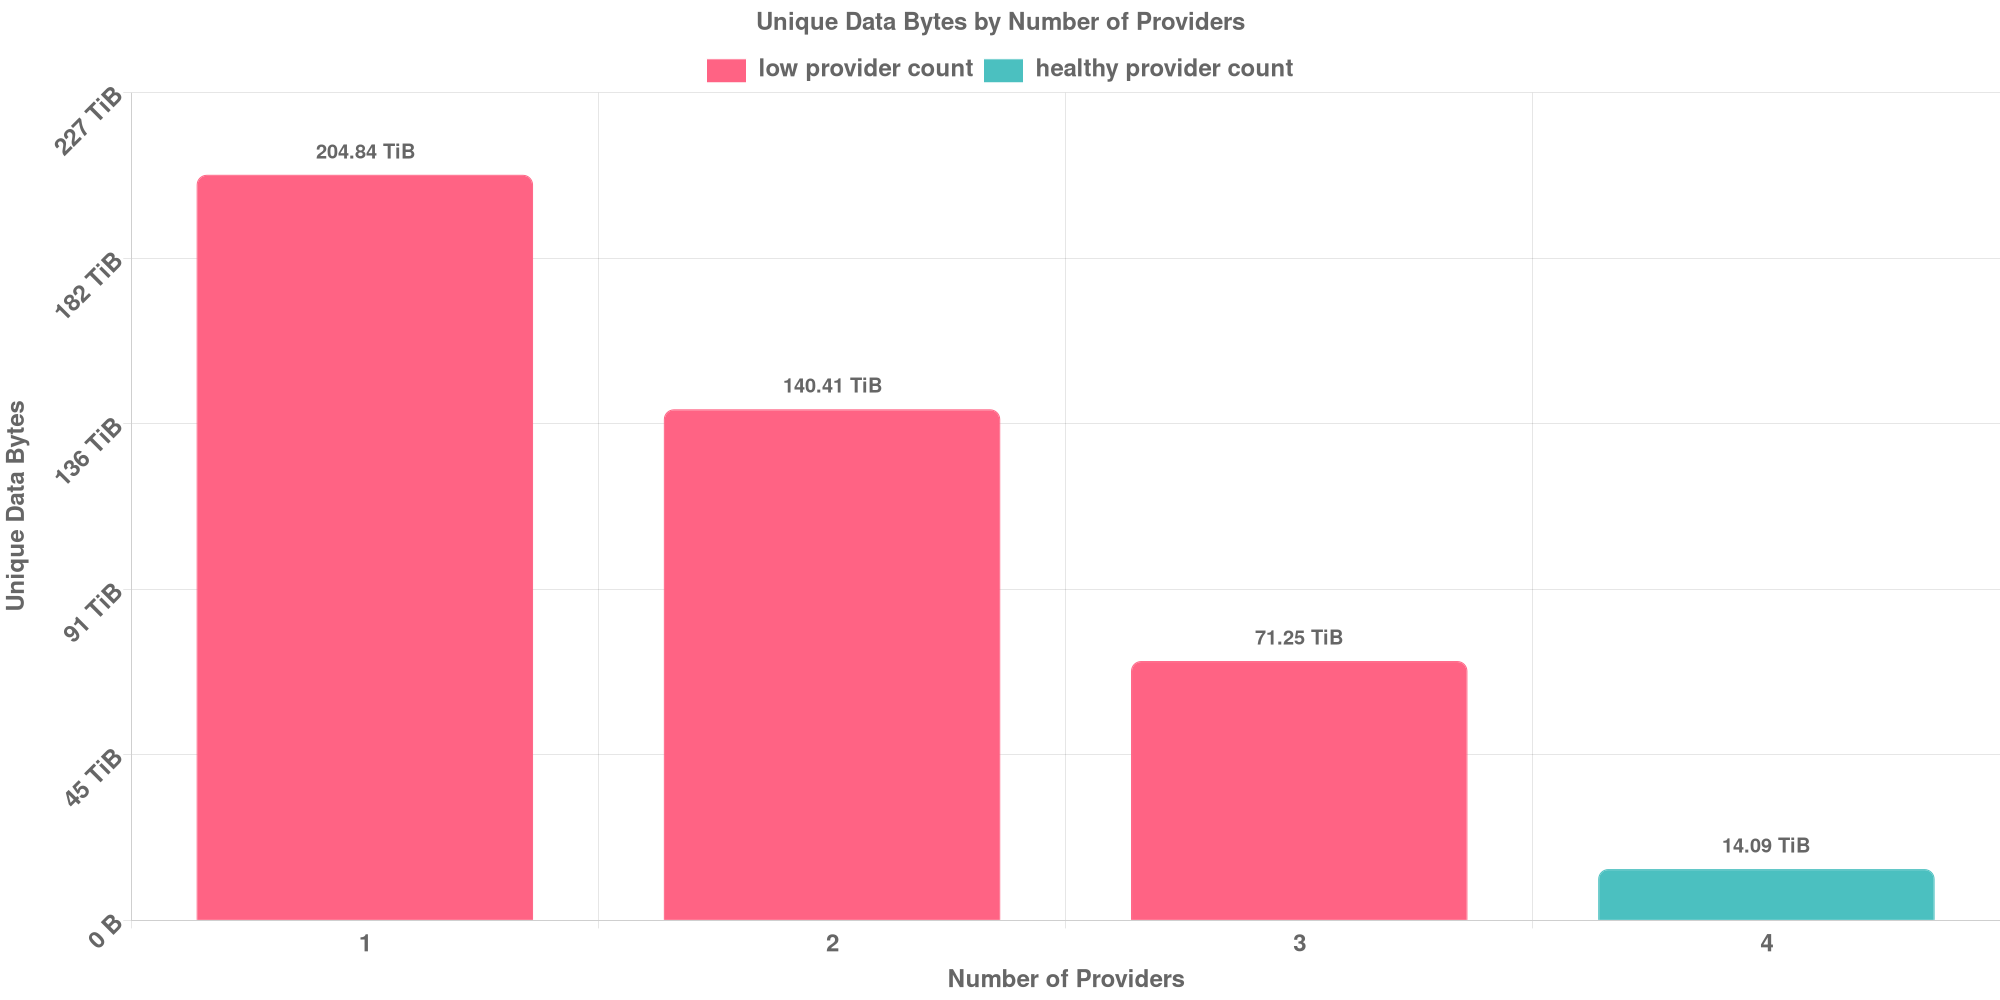 Unique Data Bytes by Number of Providers
low provider count
healthy provider count
227 TiB
182 TiB
136 TiB
91 TiB
45 TiB
0 B
Unique Data Bytes
204.84 TiB
140.41 TiB
71.25 TiB
14.09 TiB
1
2
3
4
Number of Providers